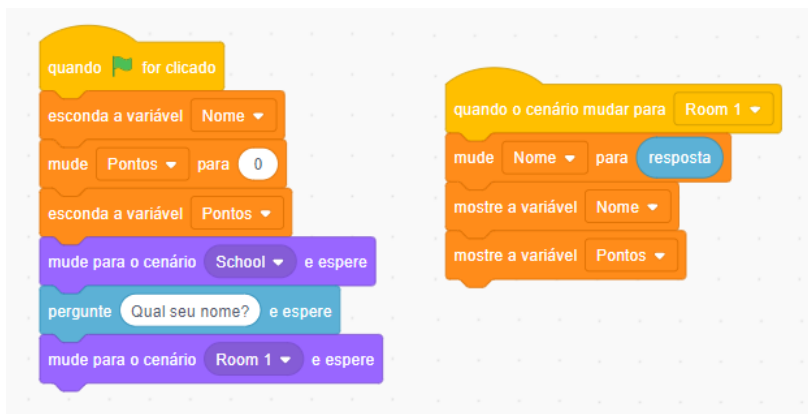 quando for clicado
esconda a variável Nome
mude Pontos para 0
esconda a variável Pontos
mude para o cenário School e espere
pergunte Qual seu nome? e espere
mude para o cenário Room 1 e espere
quando o cenário mudar para Room 1
mude Nome para resposta
mostre a variável Nome
mostre a variável Pontos